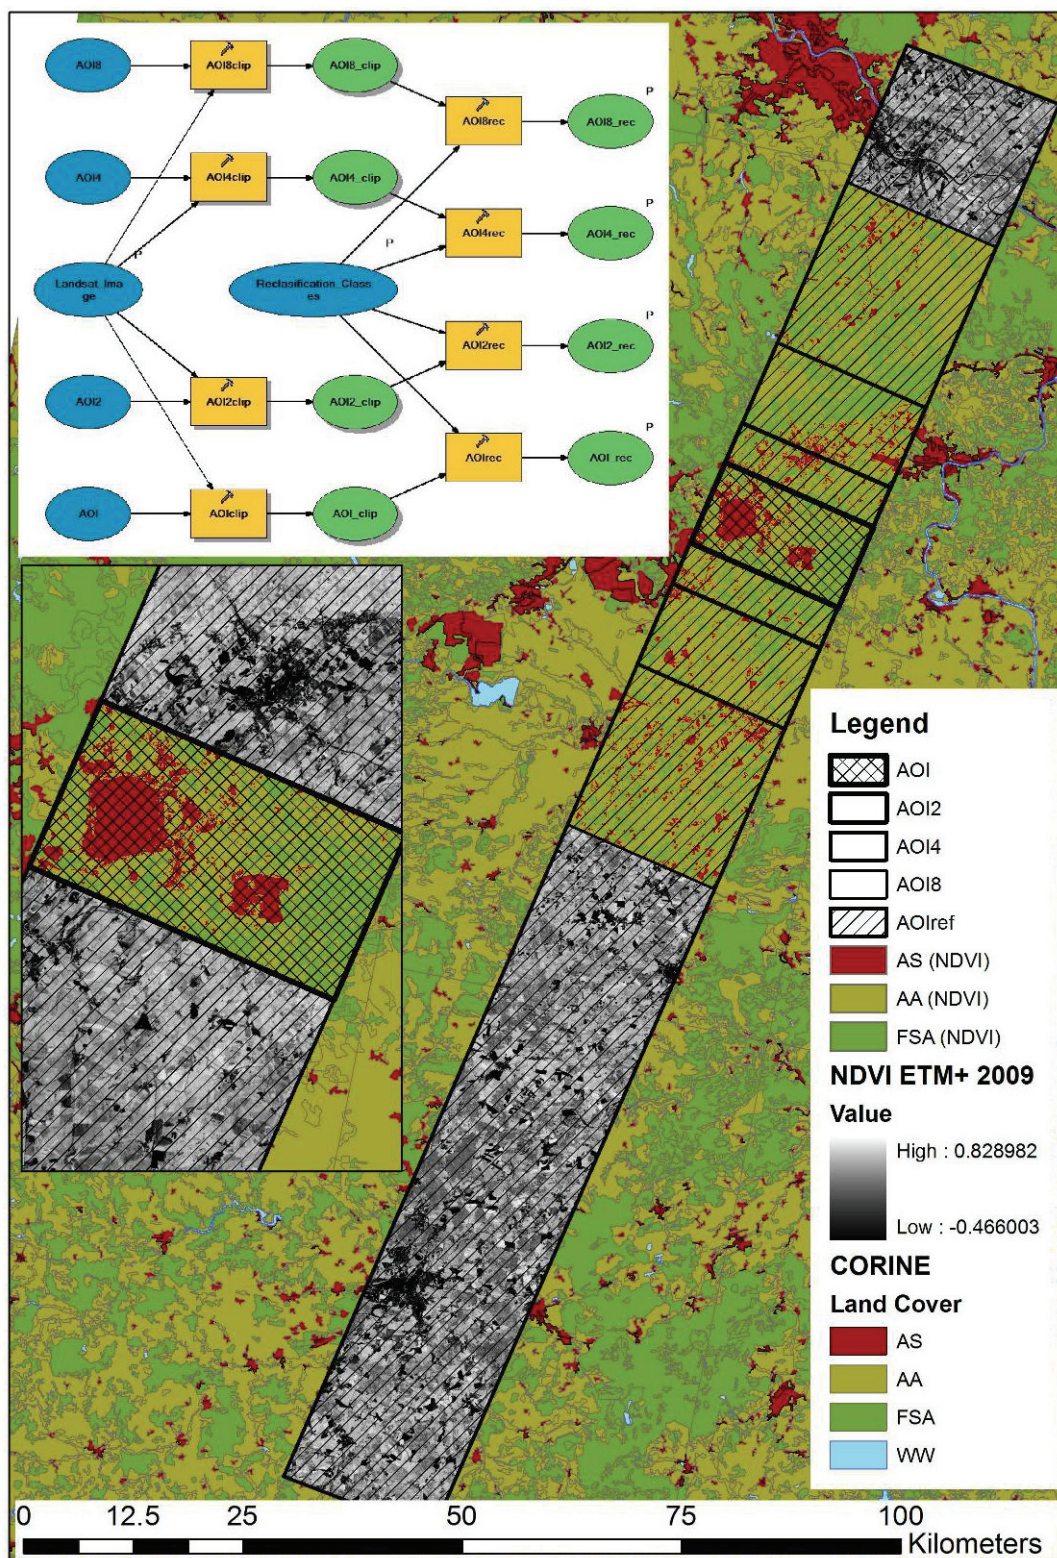 AOI8
AOI8clip
AOI8_clip
AOI8rec
P
AOI8_rec
AOI4
AOI4clip
AOI4_clip
AOI4rec
P
AOI4_rec
P
P
Landsat_Ima
ge
Reclasification_Clas
es
AOI2
AOI2clip
AOI2_clip
AOI2rec
P
AOI2_rec
AOI
AOIclip
AOI_clip
AOIrec
P
AOI_rec
Legend
AOI
AOI2
AOI4
AOI8
AOIref
AS (NDVI)
AA (NDVI)
FSA (NDVI)
NDVI ETM+ 2009
Value
High : 0.828982
Low : -0.466003
CORINE
Land Cover
AS
AA
FSA
WW
0 12.5 25 50 75 100
Kilometers